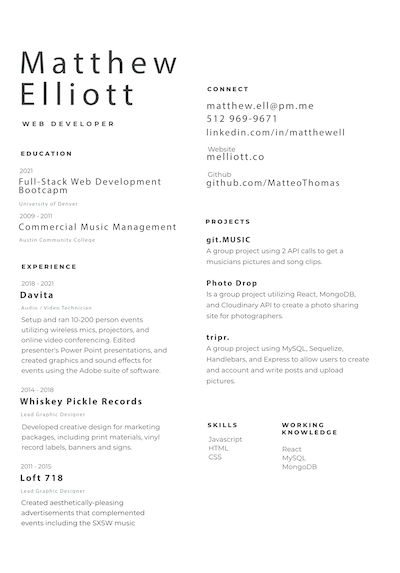 Matthew
Elliott
WEB DEVELOPER
EDUCATION
2021
Full-Stack Web Development
Bootcapm
University of Denver
2009 - 2011
Commercial Music Management
Austin Community College
EXPERIENCE
2018 - 2021
Davita
Audio / Video Technician
Setup and ran 10-200 person events
utilizing wireless mics, projectors, and
online video conferencing. Edited
presenter's Power Point presentations, and
created graphics and sound effects for
events using the Adobe suite of software.
2014 - 2018
Whiskey Pickle Records
Lead Graphic Designer
Developed creative design for marketing
packages, including print materials, vinyl
record labels, banners and signs.
2011 - 2015
Loft 718
Lead Graphic Designer
Created aesthetically-pleasing
advertisements that complemented
events including the SXSW music
CONNECT
matthew.ell@pm.me
512 969-9671
linkedin.com/in/matthewell
Website
melliott.co
Github
github.com/MatteoThomas
PROJECTS
git.MUSIC
A group project using 2 API calls to get a
musicians pictures and song clips.
Photo Drop
Is a group project utilizing React, MongoDB,
and Cloudinary API to create a photo sharing
site for photographers.
tripr.
A group project using MySQL, Sequelize,
Handlebars, and Express to allow users to create
and account and write posts and upload
pictures.
SKILLS
Javascript
HTML
CSS
WORKING
KNOWLEDGE
React
MySQL
MongoDB